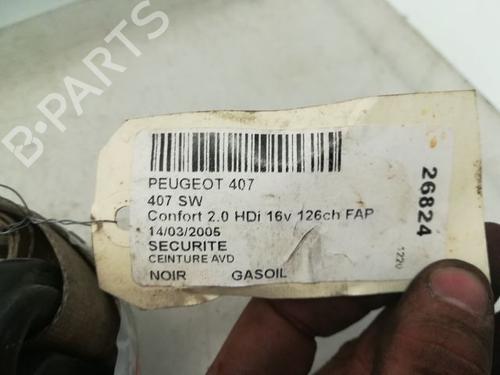 B-PARTS
PEUGEOT 407
407 SW
Confort 2.0 HDi 16v 126ch FAP
14/03/2005
SECURITE
CEINTURE AVD
NOIR GASOIL
26824
1220